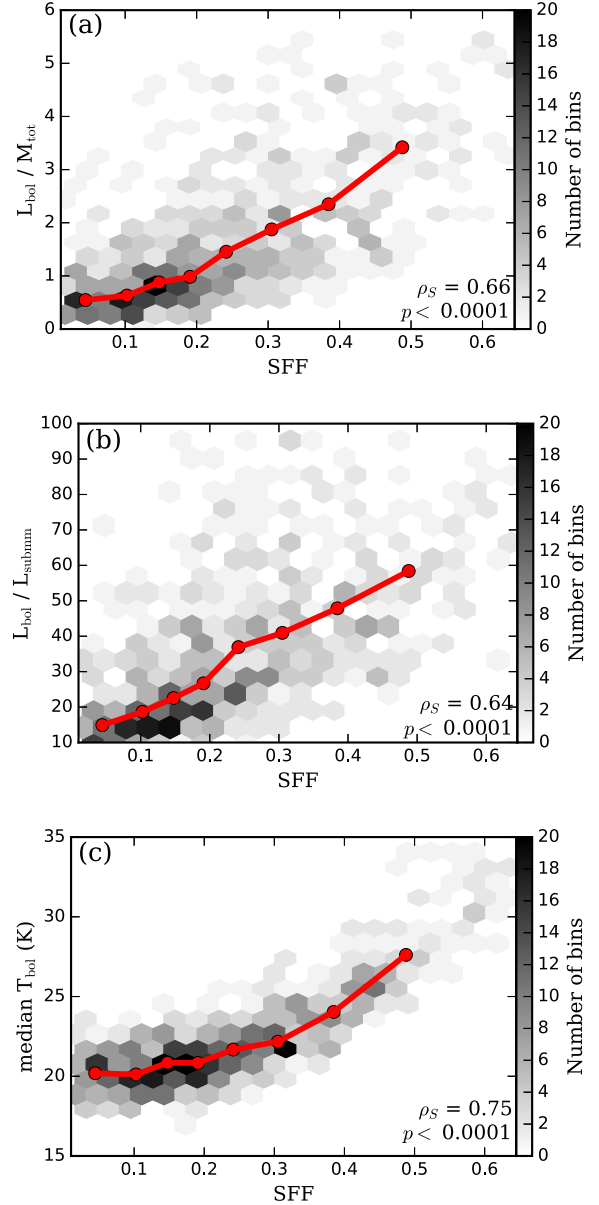 (a)
6
5
4
3
2
1
0
L_bol / M_tot
ρ_S = 0.66
p < 0.0001
0.1 0.2 0.3 0.4 0.5 0.6
SFF
20
18
16
14
12
10
8
6
4
2
0
Number of bins
(b)
100
90
80
70
60
50
40
30
20
10
L_bol / L_submm
ρ_S = 0.64
p < 0.0001
0.1 0.2 0.3 0.4 0.5 0.6
SFF
20
18
16
14
12
10
8
6
4
2
0
Number of bins
(c)
35
30
25
20
15
median T_bol (K)
ρ_S = 0.75
p < 0.0001
0.1 0.2 0.3 0.4 0.5 0.6
SFF
20
18
16
14
12
10
8
6
4
2
0
Number of bins